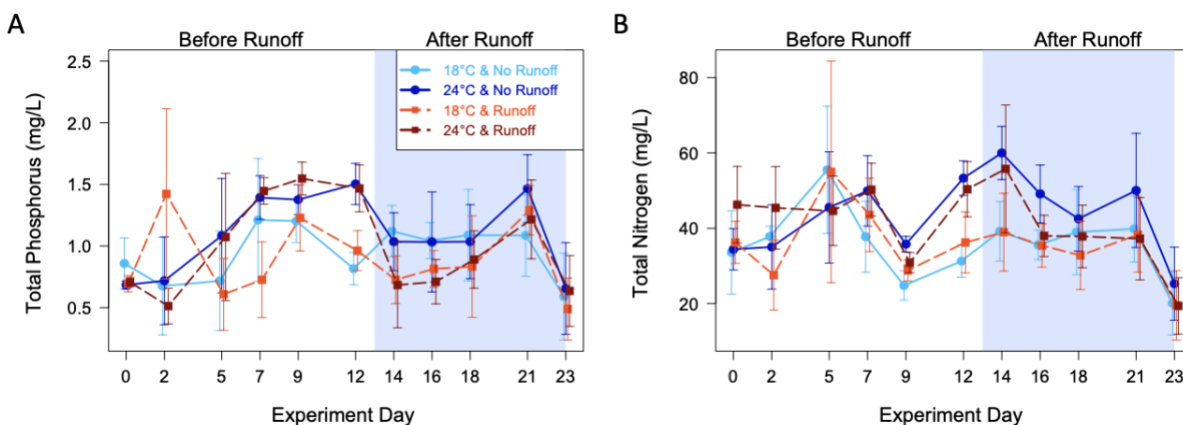 A
Before Runoff
After Runoff
18°C & No Runoff
24°C & No Runoff
18°C & Runoff
24°C & Runoff
Total Phosphorus (mg/L)
2.5
2.0
1.5
1.0
0.5
0 2 5 7 9 12 14 16 18 21 23
Experiment Day
B
Before Runoff
After Runoff
Total Nitrogen (mg/L)
80
60
40
20
0 2 5 7 9 12 14 16 18 21 23
Experiment Day